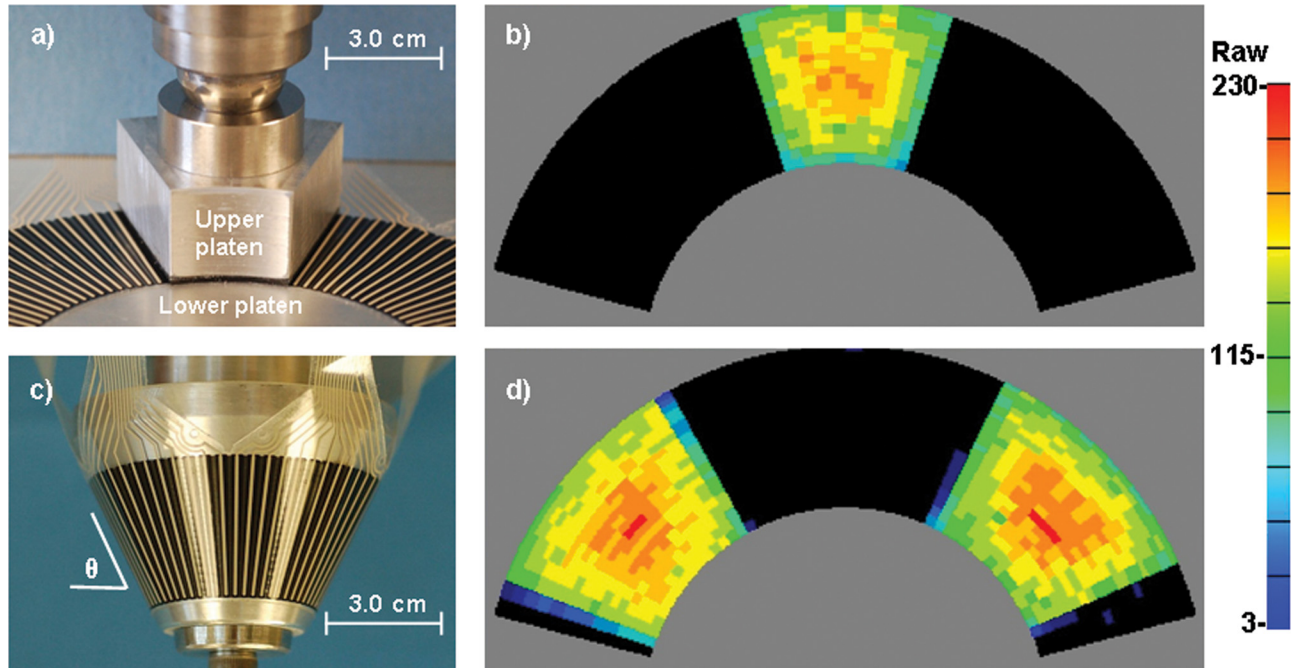 a)
3.0 cm
Upper
platen
Lower platen
b)
Raw
230-
115-
3-
c)
θ
3.0 cm
d)